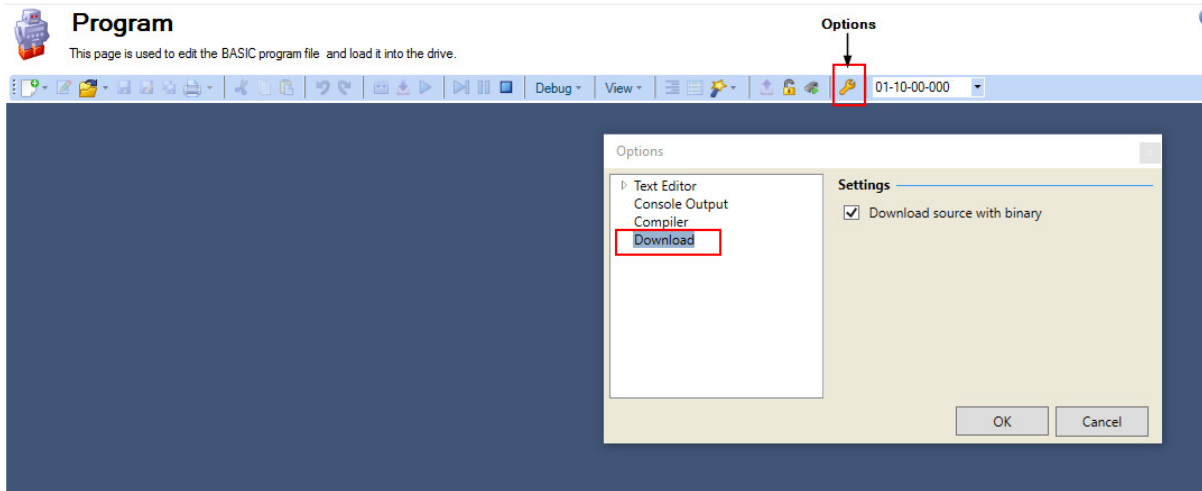 Program
Options
This page is used to edit the BASIC program file and load it into the drive.
Debug View 01-10-00-000
Options
Text Editor
Console Output
Compiler
Download
Settings
Download source with binary
OK Cancel